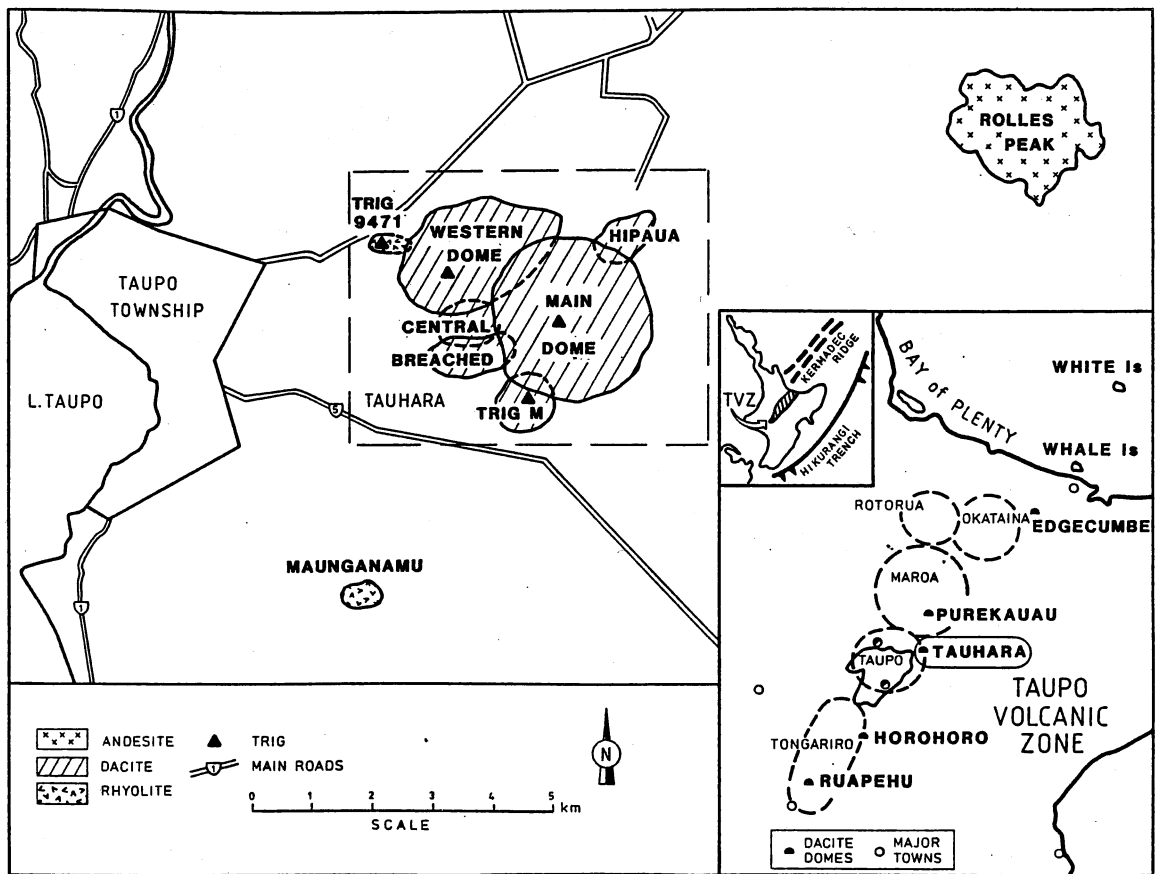 1
TRIG
9471
WESTERN
DOME
HIPAUA
MAIN
DOME
CENTRAL
BREACHED
TRIG M
TAUHARA
5
TAUPO
TOWNSHIP
L.TAUPO
1
MAUNGANAMU
ROLLES
PEAK
ANDESITE
DACITE
RHYOLITE
TRIG
1 MAIN ROADS
N
0 1 2 3 4 5
km
SCALE
TVZ
KERMADEC
RIDGE
HIKURANGI
TRENCH
BAY of PLENTY
WHITE Is
WHALE Is
ROTORUA
OKATAINA
EDGECUMBE
MAROA
PUREKAUAU
TAUPO
TAUHARA
TAUPO
VOLCANIC
ZONE
TONGARIRO
HOROHORO
RUAPEHU
DACITE
DOMES
MAJOR
TOWNS